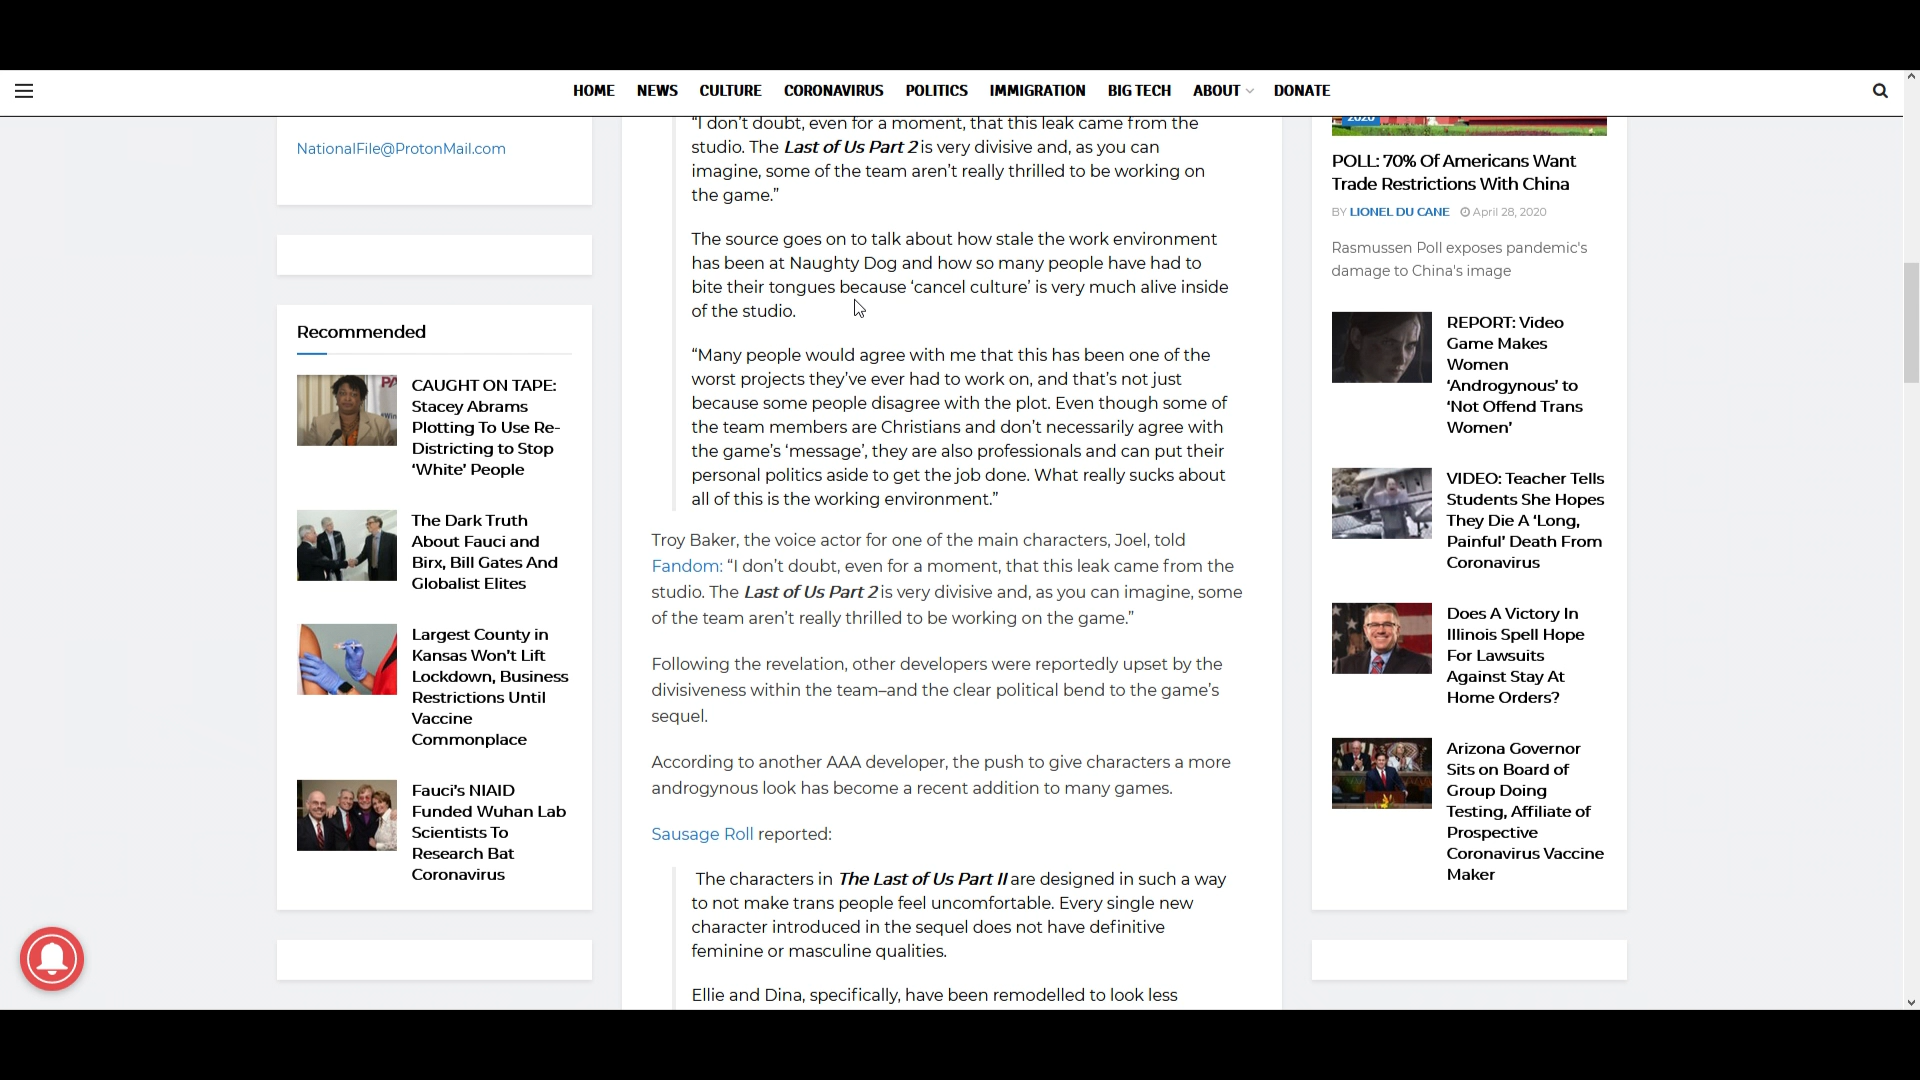 HOME NEWS CULTURE CORONAVIRUS POLITICS IMMIGRATION BIG TECH ABOUT DONATE
NationalFile@ProtonMail.com
Recommended
CAUGHT ON TAPE:
Stacey Abrams
Plotting To Use Re-
Districting to Stop
‘White’ People
The Dark Truth
About Fauci and
Birx, Bill Gates And
Globalist Elites
Largest County in
Kansas Won’t Lift
Lockdown, Business
Restrictions Until
Vaccine
Commonplace
Fauci’s NIAID
Funded Wuhan Lab
Scientists To
Research Bat
Coronavirus
“I don’t doubt, even for a moment, that this leak came from the
studio. The Last of Us Part 2 is very divisive and, as you can
imagine, some of the team aren’t really thrilled to be working on
the game.”
The source goes on to talk about how stale the work environment
has been at Naughty Dog and how so many people have had to
bite their tongues because ‘cancel culture’ is very much alive inside
of the studio.
“Many people would agree with me that this has been one of the
worst projects they’ve ever had to work on, and that’s not just
because some people disagree with the plot. Even though some of
the team members are Christians and don’t necessarily agree with
the game’s ‘message’, they are also professionals and can put their
personal politics aside to get the job done. What really sucks about
all of this is the working environment.”
Troy Baker, the voice actor for one of the main characters, Joel, told
Fandom: “I don’t doubt, even for a moment, that this leak came from the
studio. The Last of Us Part 2 is very divisive and, as you can imagine, some
of the team aren’t really thrilled to be working on the game.”
Following the revelation, other developers were reportedly upset by the
divisiveness within the team–and the clear political bend to the game’s
sequel.
According to another AAA developer, the push to give characters a more
androgynous look has become a recent addition to many games.
Sausage Roll reported:
The characters in The Last of Us Part II are designed in such a way
to not make trans people feel uncomfortable. Every single new
character introduced in the sequel does not have definitive
feminine or masculine qualities.
Ellie and Dina, specifically, have been remodelled to look less
2020
POLL: 70% Of Americans Want
Trade Restrictions With China
BY LIONEL DU CANE April 28, 2020
Rasmussen Poll exposes pandemic's
damage to China's image
REPORT: Video
Game Makes
Women
‘Androgynous’ to
‘Not Offend Trans
Women’
VIDEO: Teacher Tells
Students She Hopes
They Die A ‘Long,
Painful’ Death From
Coronavirus
Does A Victory In
Illinois Spell Hope
For Lawsuits
Against Stay At
Home Orders?
Arizona Governor
Sits on Board of
Group Doing
Testing, Affiliate of
Prospective
Coronavirus Vaccine
Maker